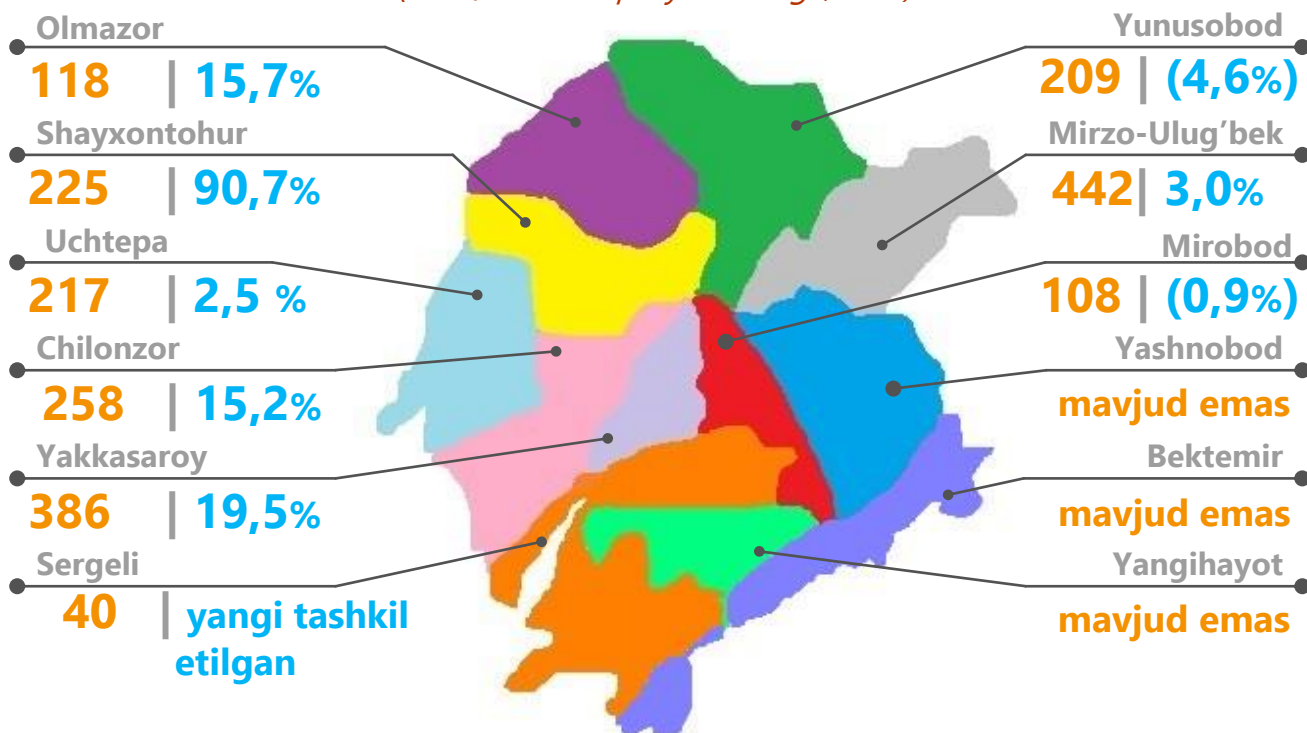 Olmazor
118 | 15,7%
Shayxontohur
225 | 90,7%
Uchtepa
217 | 2,5 %
Chilonzor
258 | 15,2%
Yakkasaroy
386 | 19,5%
Sergeli
40 | yangi tashkil
etilgan
Yunusobod
209 | (4,6%)
Mirzo-Ulug’bek
442| 3,0%
Mirobod
108 | (0,9%)
Yashnobod
mavjud emas
Bektemir
mavjud emas
Yangihayot
mavjud emas